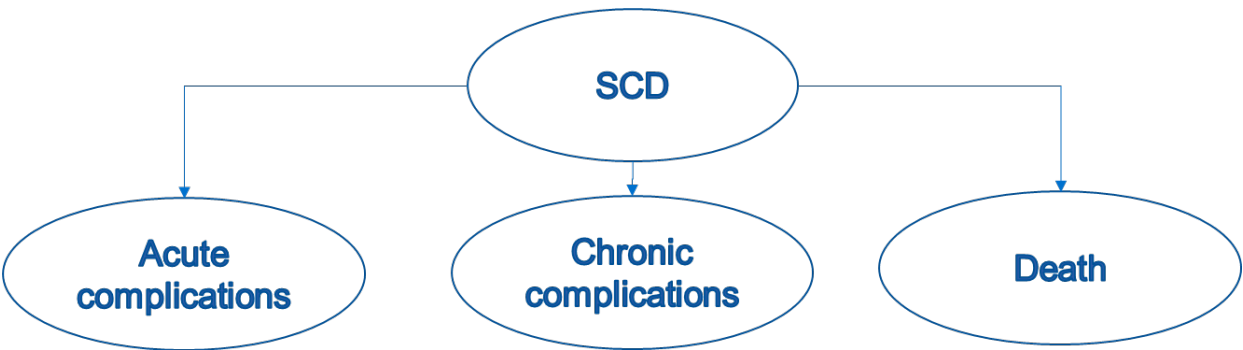 SCD
Acute
complications
Chronic
complications
Death